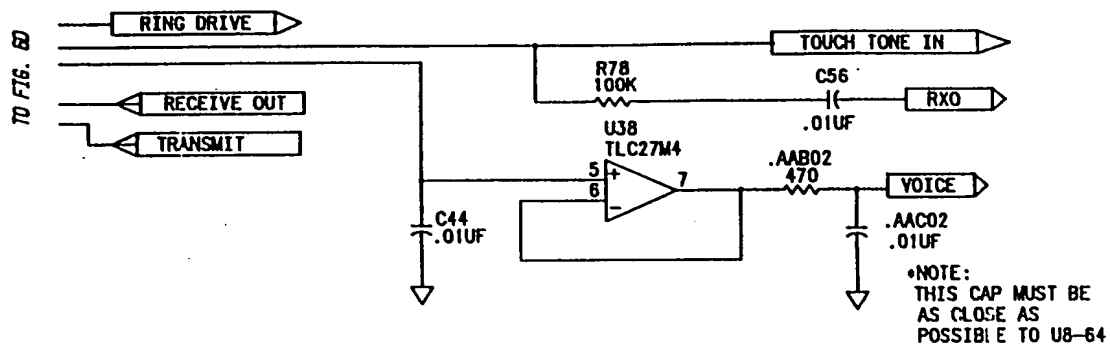 RING DRIVE
TO FIG. 6D
TOUCH TONE IN
R78
100K
C56
.01UF
RXO
RECEIVE OUT
TRANSMIT
U38
TLC27M4
5
+
6
-
7
.AAB02
470
VOICE
C44
.01UF
.AAC02
.01UF
*NOTE:
THIS CAP MUST BE
AS CLOSE AS
POSSIBLE TO U8-64